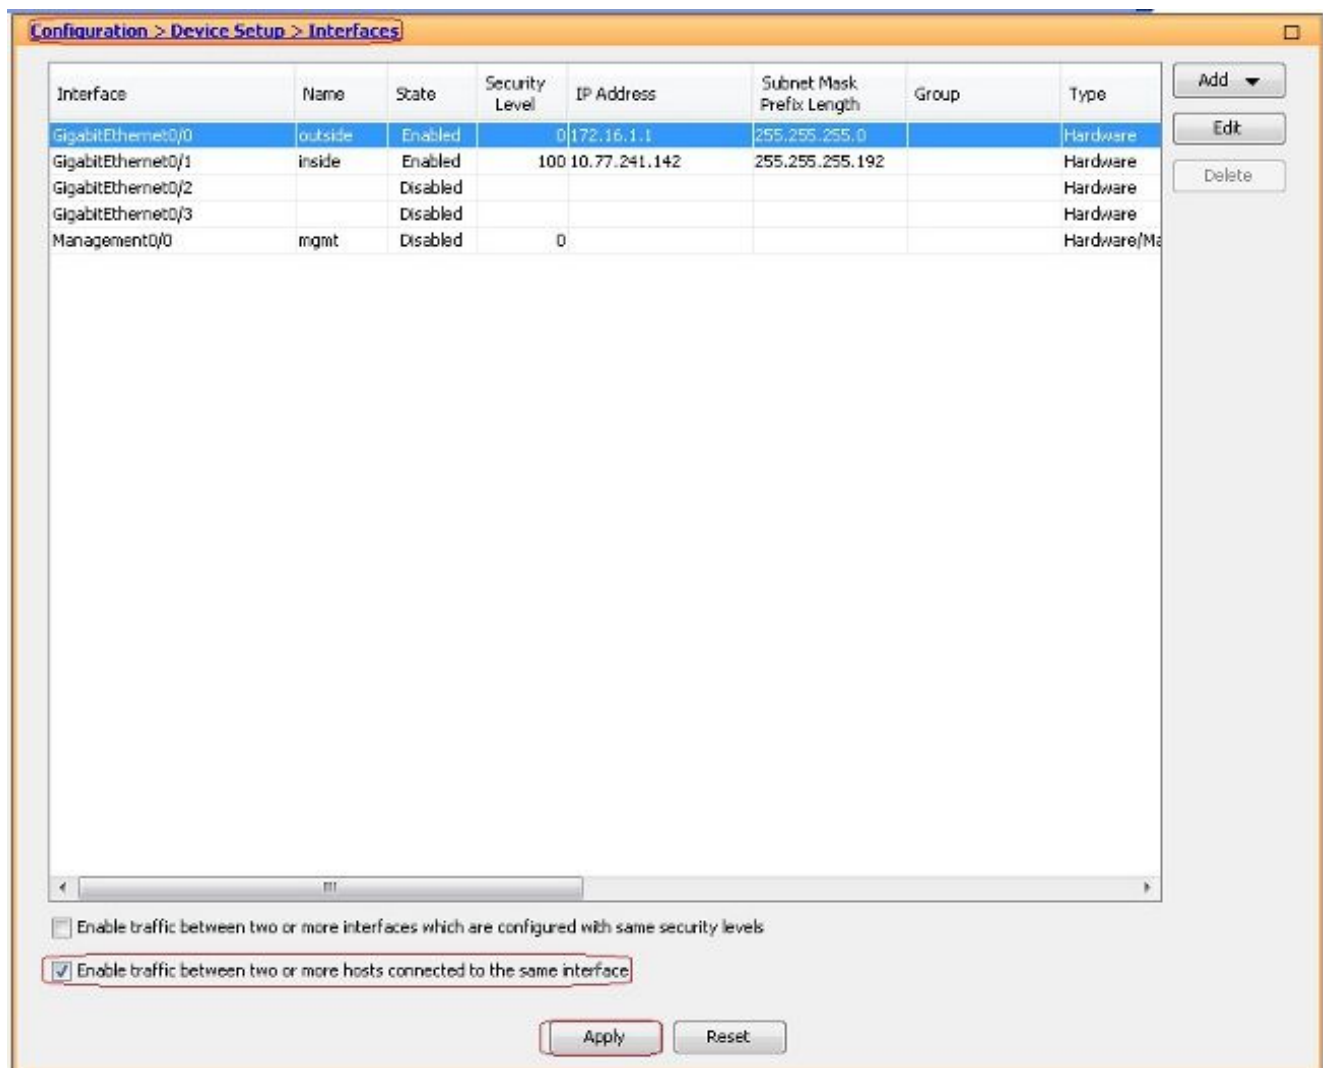 Configuration > Device Setup > Interfaces
Interface Name State Security Level IP Address Subnet Mask Prefix Length Group Type
GigabitEthernet0/0 outside Enabled 0 172.16.1.1 255.255.255.0 Hardware
GigabitEthernet0/1 inside Enabled 100 10.77.241.142 255.255.255.192 Hardware
GigabitEthernet0/2 Disabled Hardware
GigabitEthernet0/3 Disabled Hardware
Management0/0 mgmt Disabled 0 Hardware/Ma
Add
Edit
Delete
Enable traffic between two or more interfaces which are configured with same security levels
Enable traffic between two or more hosts connected to the same interface
Apply Reset